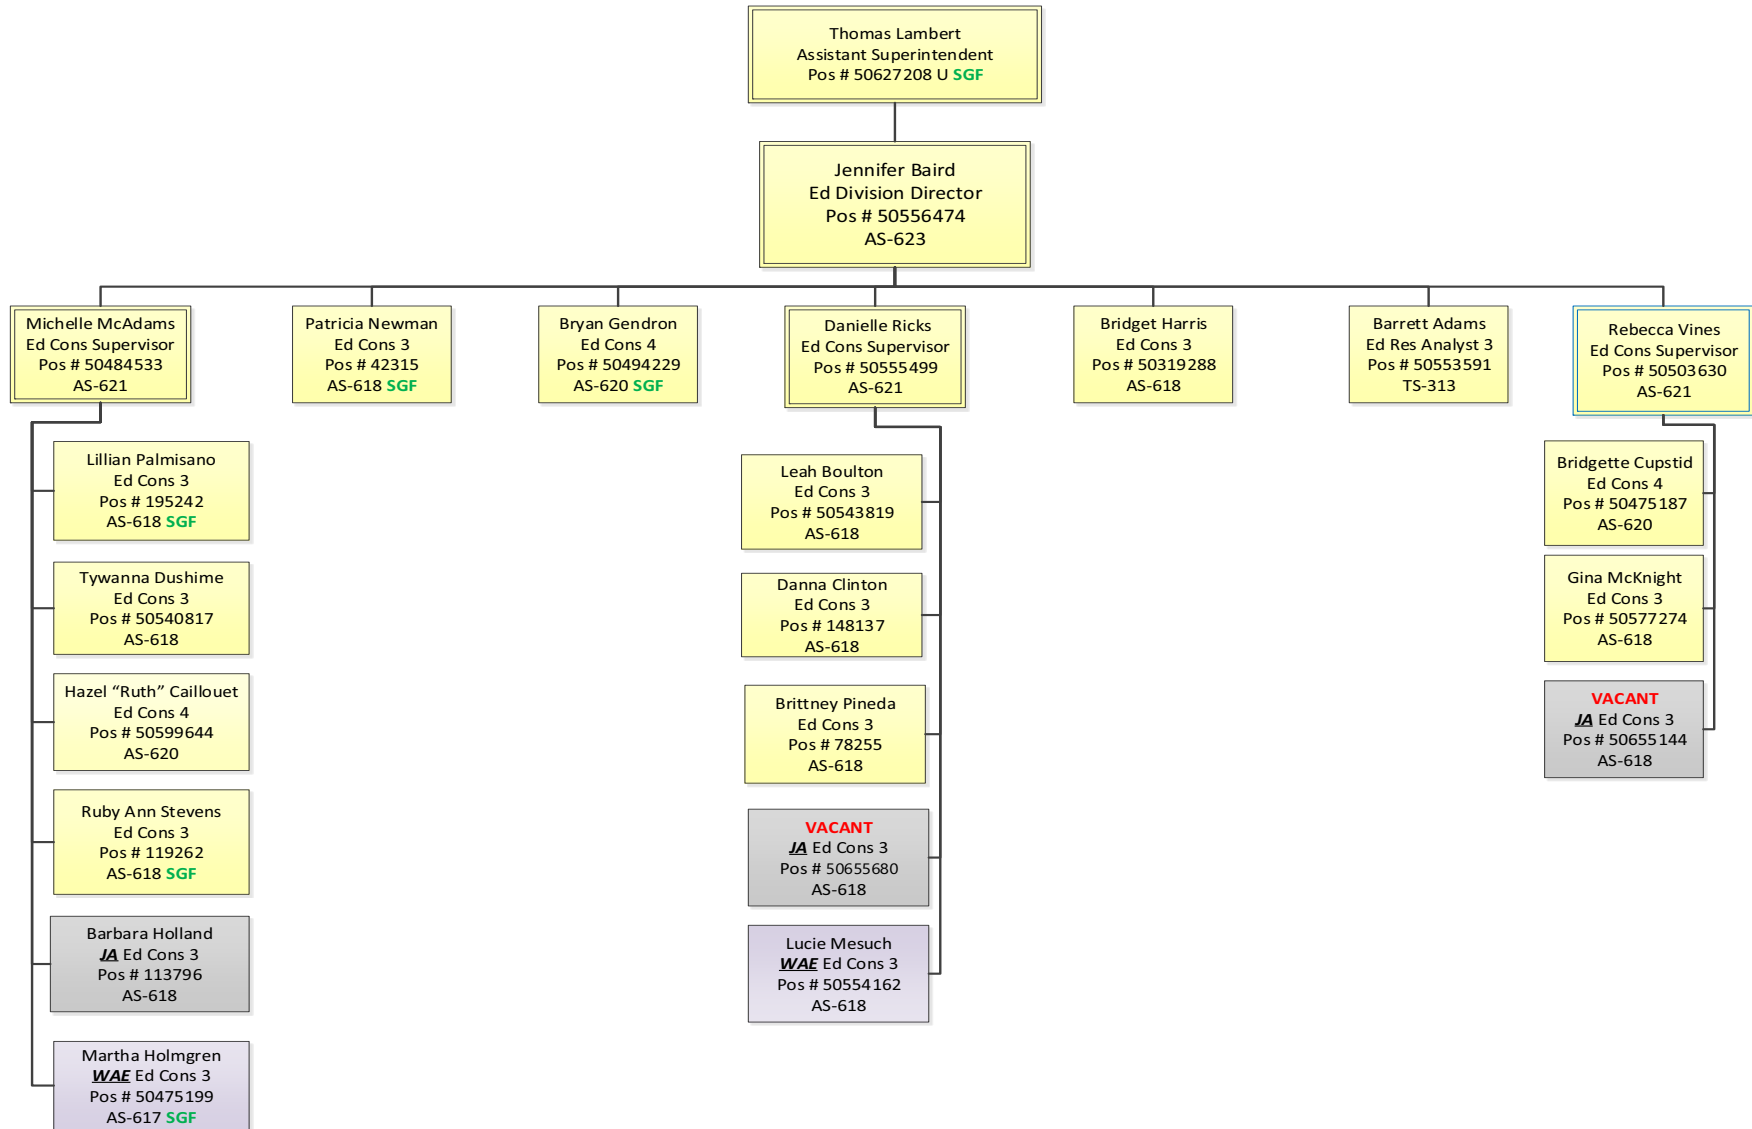 Thomas Lambert
Assistant Superintendent
Pos # 50627208 U SGF
Jennifer Baird
Ed Division Director
Pos # 50556474
AS-623
Michelle McAdams
Ed Cons Supervisor
Pos # 50484533
AS-621
Patricia Newman
Ed Cons 3
Pos # 42315
AS-618 SGF
Bryan Gendron
Ed Cons 4
Pos # 50494229
AS-620 SGF
Danielle Ricks
Ed Cons Supervisor
Pos # 50555499
AS-621
Bridget Harris
Ed Cons 3
Pos # 50319288
AS-618
Barrett Adams
Ed Res Analyst 3
Pos # 50553591
TS-313
Rebecca Vines
Ed Cons Supervisor
Pos # 50503630
AS-621
Lillian Palmisano
Ed Cons 3
Pos # 195242
AS-618 SGF
Tywanna Dushime
Ed Cons 3
Pos # 50540817
AS-618
Hazel “Ruth” Caillouet
Ed Cons 4
Pos # 50599644
AS-620
Ruby Ann Stevens
Ed Cons 3
Pos # 119262
AS-618 SGF
Barbara Holland
JA Ed Cons 3
Pos # 113796
AS-618
Martha Holmgren
WAE Ed Cons 3
Pos # 50475199
AS-617 SGF
Leah Boulton
Ed Cons 3
Pos # 50543819
AS-618
Danna Clinton
Ed Cons 3
Pos # 148137
AS-618
Brittney Pineda
Ed Cons 3
Pos # 78255
AS-618
VACANT
JA Ed Cons 3
Pos # 50655680
AS-618
Lucie Mesuch
WAE Ed Cons 3
Pos # 50554162
AS-618
Bridgette Cupstid
Ed Cons 4
Pos # 50475187
AS-620
Gina McKnight
Ed Cons 3
Pos # 50577274
AS-618
VACANT
JA Ed Cons 3
Pos # 50655144
AS-618